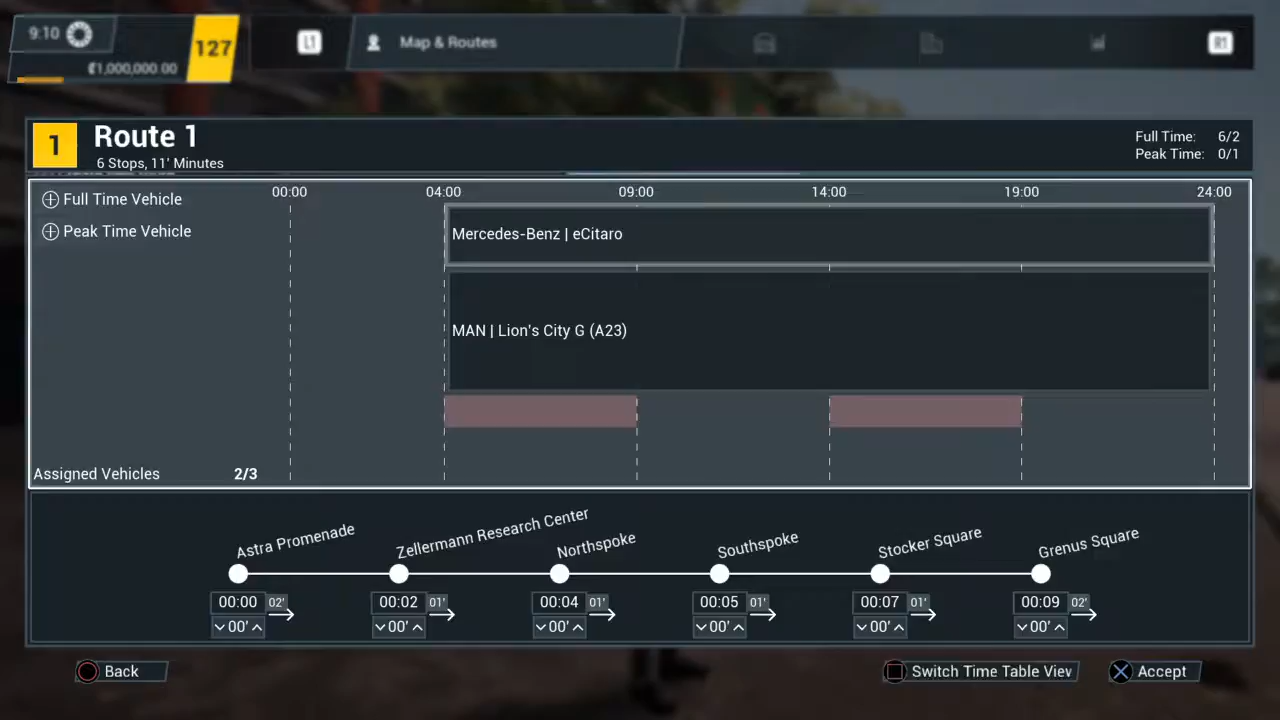 9:10
127
₡1,000,000.00
L1
Map & Routes
R1
1
Route 1
6 Stops, 11' Minutes
Full Time: 6/2
Peak Time: 0/1
Full Time Vehicle
Peak Time Vehicle
00:00 04:00 09:00 14:00 19:00 24:00
Mercedes-Benz | eCitaro
MAN | Lion's City G (A23)
Assigned Vehicles 2/3
Astra Promenade Zellermann Research Center Northspoke Southspoke Stocker Square Grenus Square
00:00 02' 00:02 01' 00:04 01' 00:05 01' 00:07 01' 00:09 02'
00' 00' 00' 00' 00' 00'
Back
Switch Time Table View
Accept